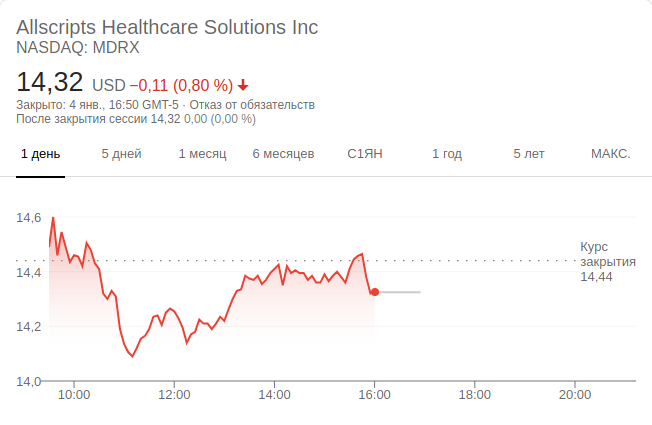 Allscripts Healthcare Solutions Inc
NASDAQ: MDRX
14,32 USD −0,11 (0,80 %)
Закрыто: 4 янв., 16:50 GMT-5 · Отказ от обязательств
После закрытия сессии 14,32 0,00 (0,00 %)
1 день 5 дней 1 месяц 6 месяцев С1ЯН 1 год 5 лет МАКС.
14,6
Курс
закрытия
14,44
14,4
14,2
14,0
10:00 12:00 14:00 16:00 18:00 20:00